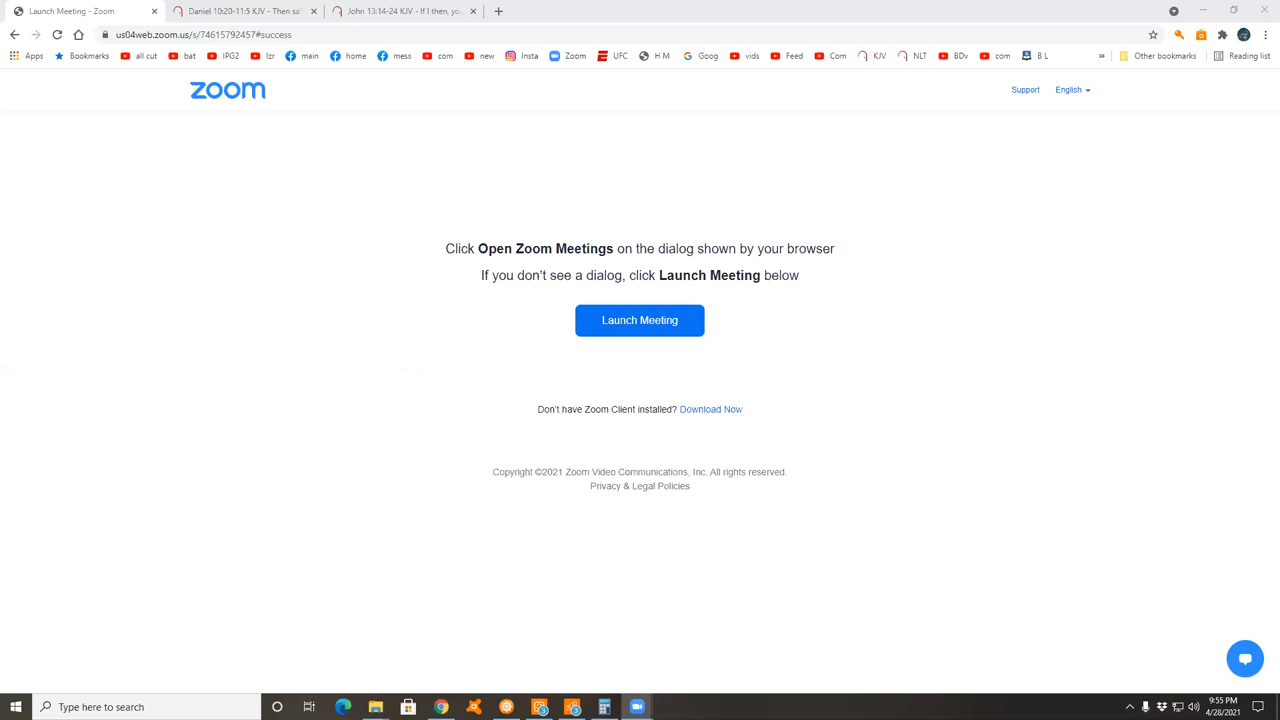 Launch Meeting - Zoom
Daniel 10:20-11:5 KJV - Then sai
John 13:14-24 KJV - If I then, you
us04web.zoom.us/s/74615792457#success
Apps Bookmarks all cut bat IPG2 lzr main home mess com new Insta Zoom UFC H M Goog vids Feed Com KJV NLT BDv com B L » Other bookmarks Reading list
zoom
Support English
Click Open Zoom Meetings on the dialog shown by your browser
If you don't see a dialog, click Launch Meeting below
Launch Meeting
Don't have Zoom Client installed? Download Now
Copyright ©2021 Zoom Video Communications, Inc. All rights reserved.
Privacy & Legal Policies
Type here to search
3
3
9:55 PM
4/28/2021